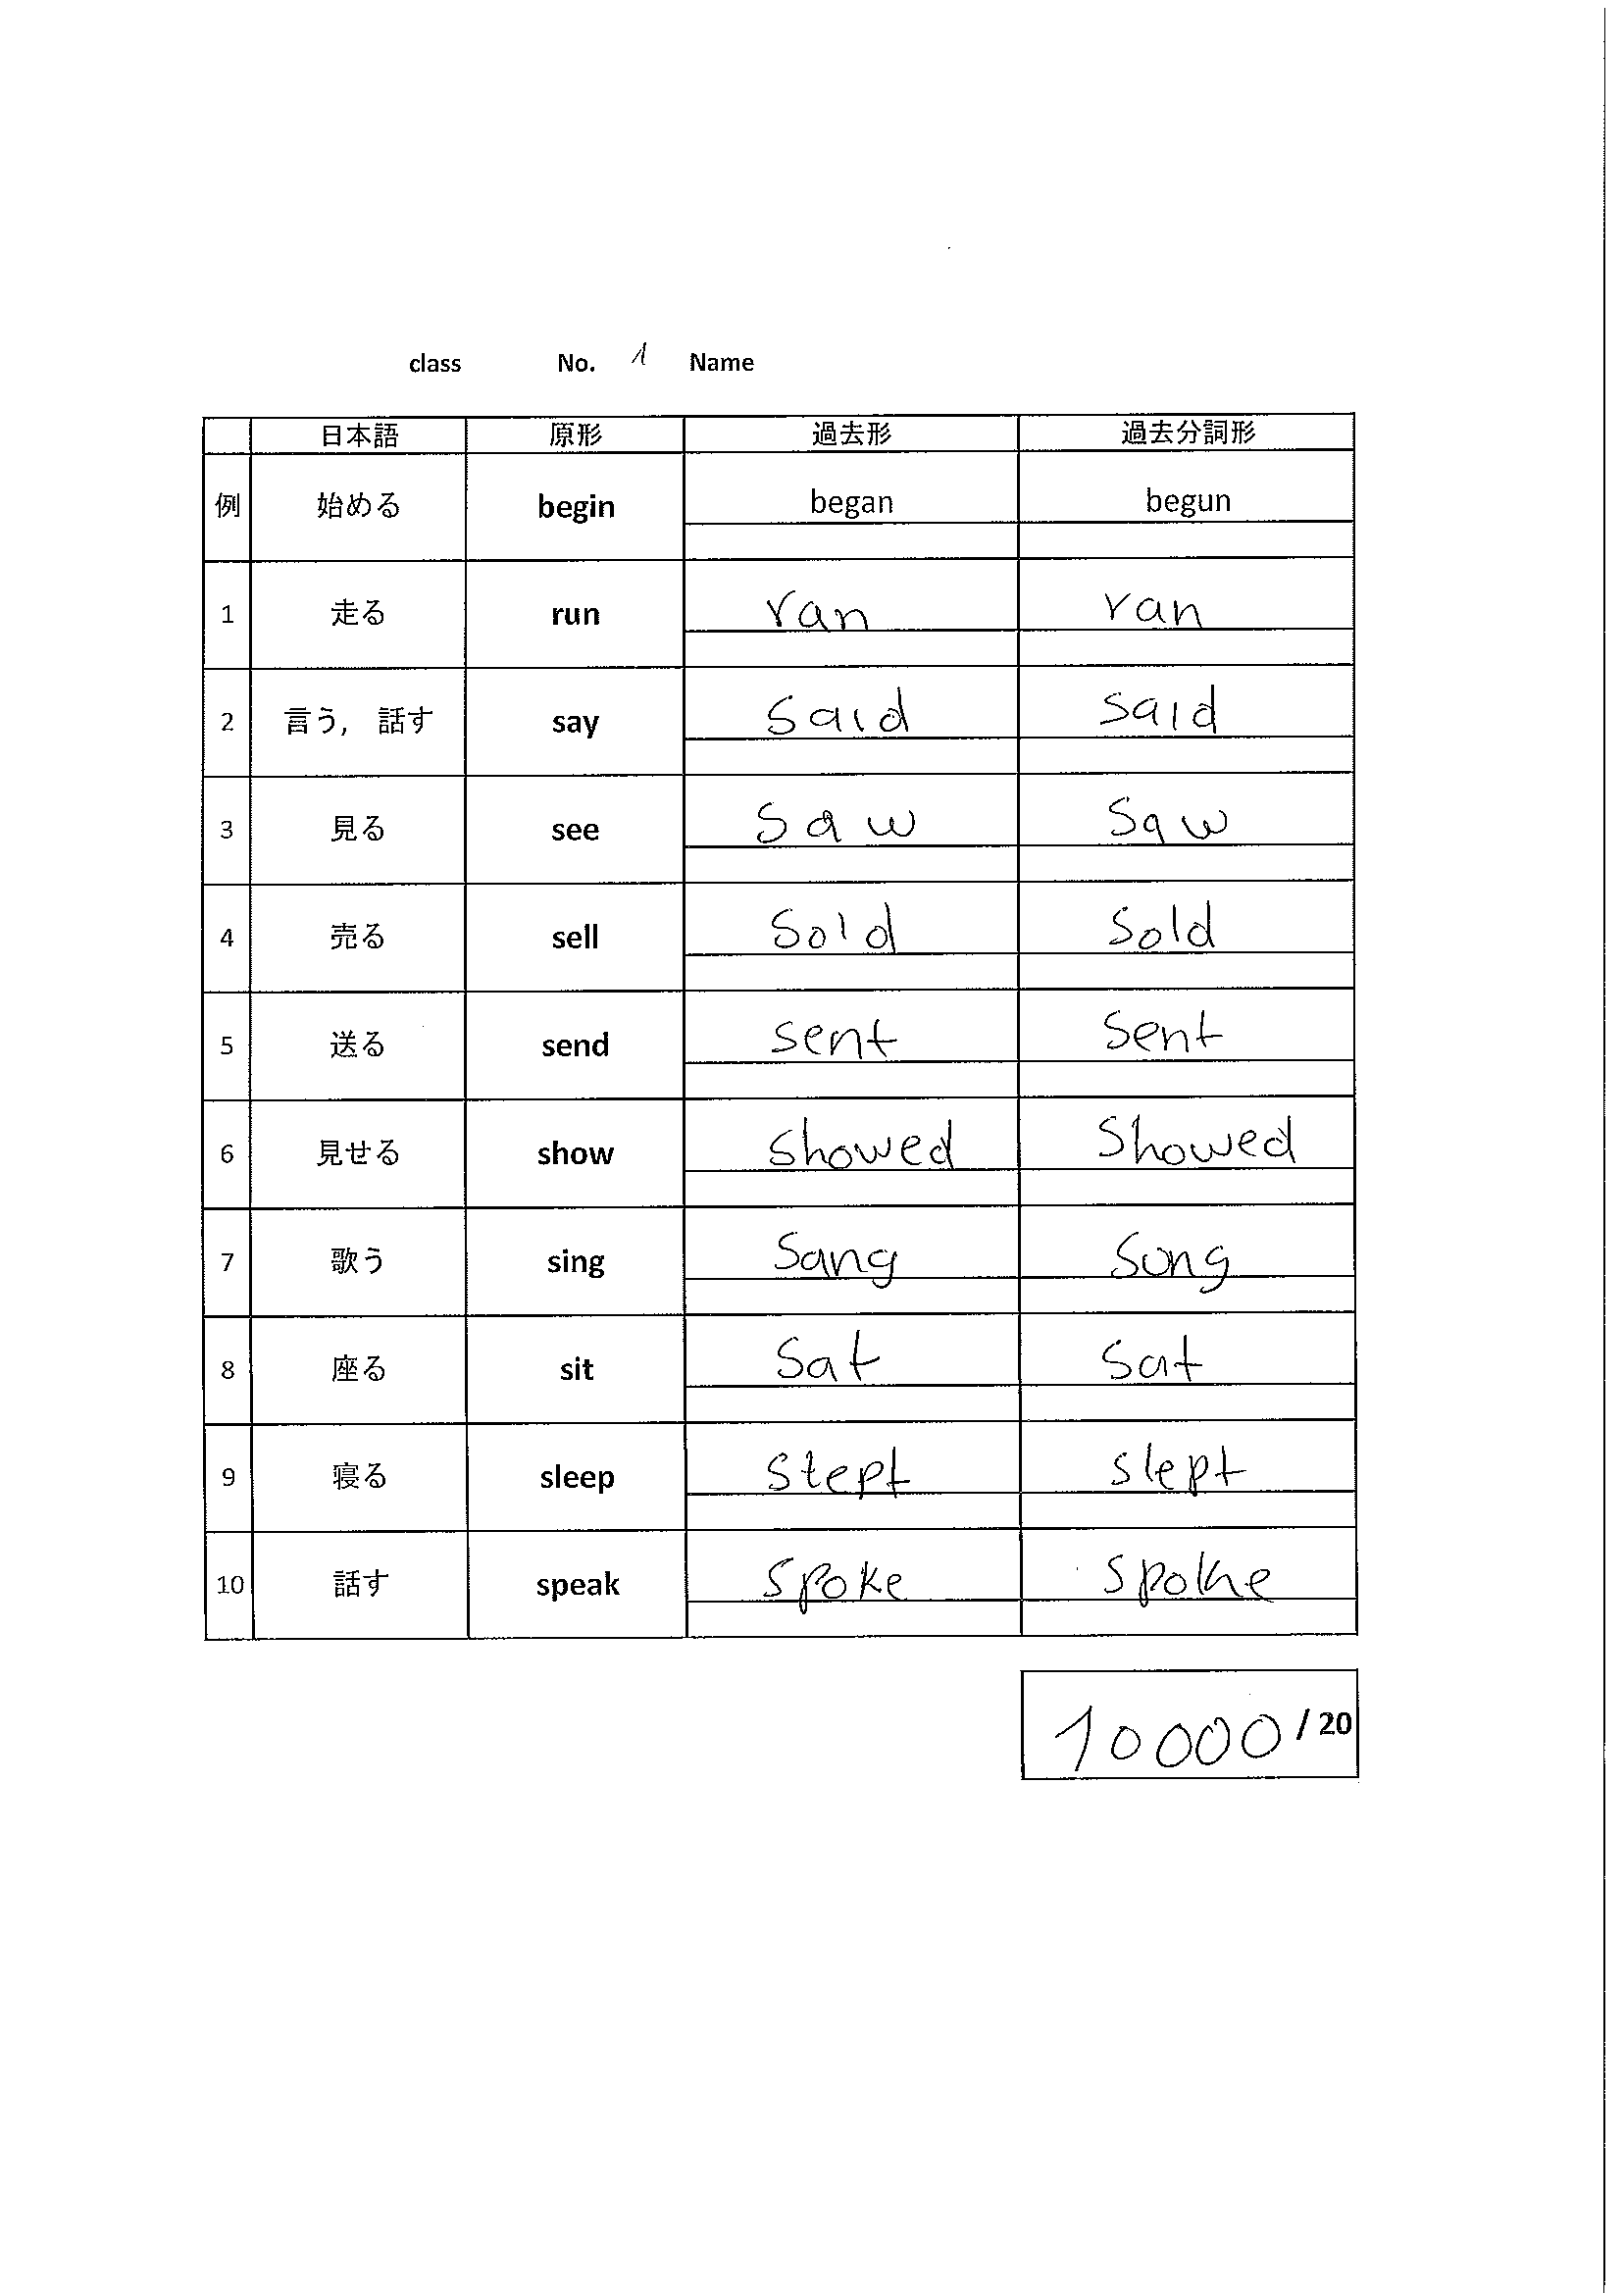 class No. 1 Name
日本語 原形 過去形 過去分詞形
例 始める begin began begun
1 走る run ran ran
2 言う, 話す say said said
3 見る see saw saw
4 売る sell sold sold
5 送る send sent sent
6 見せる show showed showed
7 歌う sing sang sung
8 座る sit sat sat
9 寝る sleep stept slept
10 話す speak spoke spoke
10000 / 20